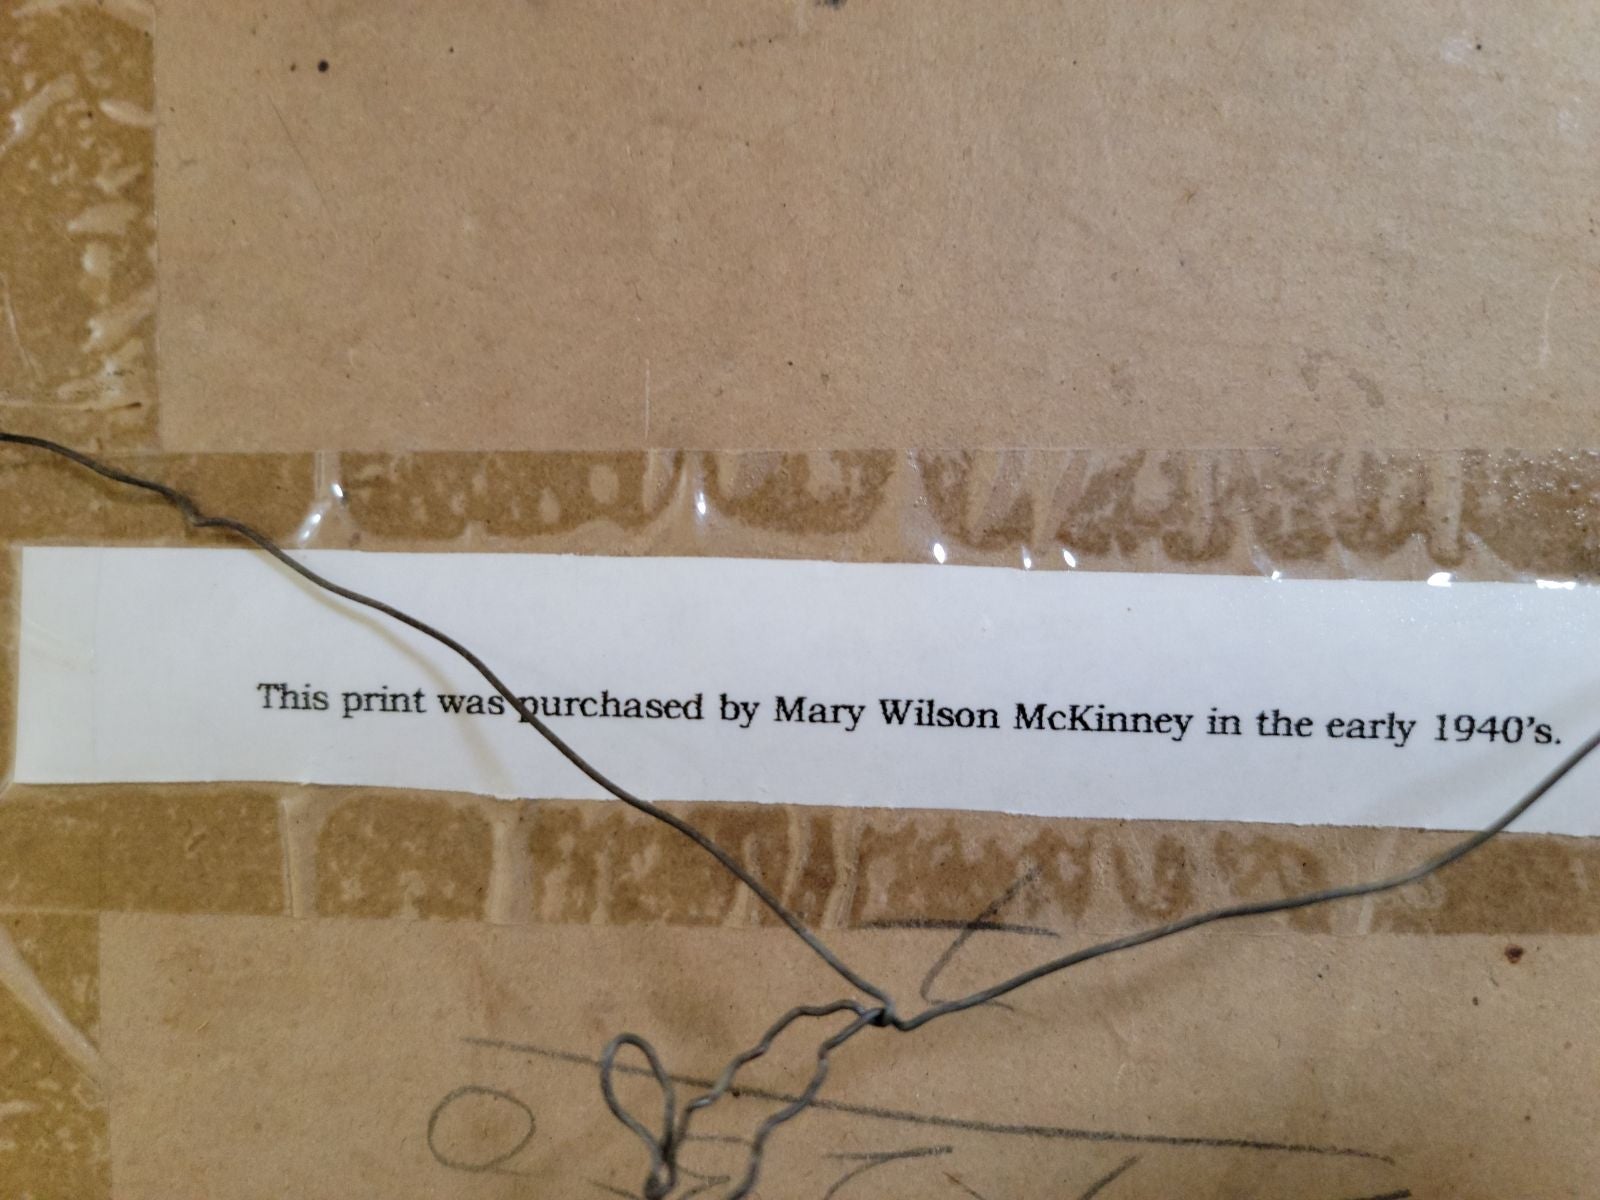 This print was purchased by Mary Wilson McKinney in the early 1940's.